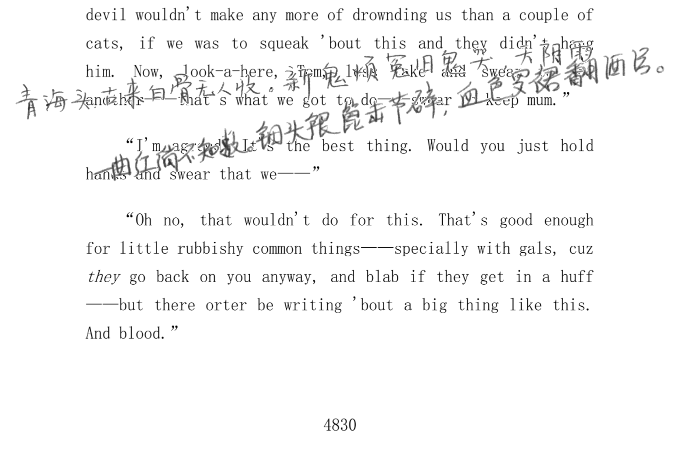 devil wouldn't make any more of drownding us than a couple of
cats, if we was to squeak 'bout this and they didn't hang
him. Now, look-a-here, Tom, less take and swear
青海头古来白骨无人收。新鬼烦冤旧鬼哭，天阴雨
another——that's what we got to do——swear to keep mum.”
一曲红绡不知数，钿头银篦击节碎，血色罗裙翻酒污。
“I'm agreed. It's the best thing. Would you just hold
hands and swear that we——”
“Oh no, that wouldn't do for this. That's good enough
for little rubbishy common things——specially with gals, cuz
they go back on you anyway, and blab if they get in a huff
——but there orter be writing 'bout a big thing like this.
And blood.”
4830